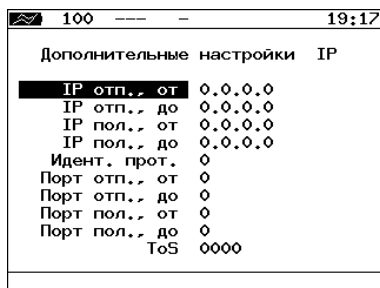 100 --- - 19:17
Дополнительные настройки IP
IP отп., от 0.0.0.0
IP отп., до 0.0.0.0
IP пол., от 0.0.0.0
IP пол., до 0.0.0.0
Идент. прот. 0
Порт отп., от 0
Порт отп., до 0
Порт пол., от 0
Порт пол., до 0
ToS 0000